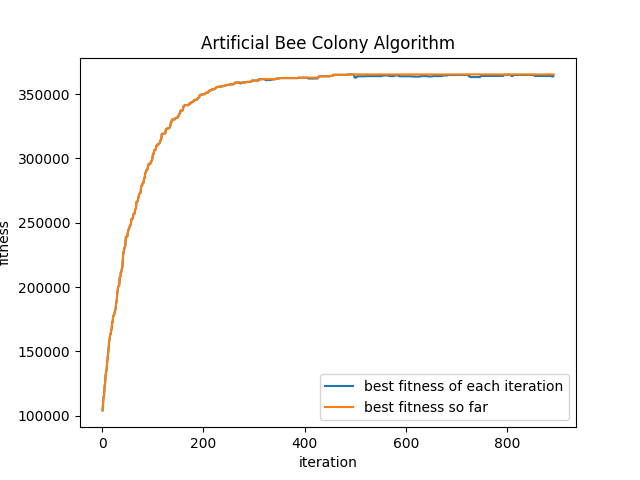 Artificial Bee Colony Algorithm
350000
300000
250000
200000
150000
100000
fitness
0
200
400
600
800
iteration
best fitness of each iteration
best fitness so far